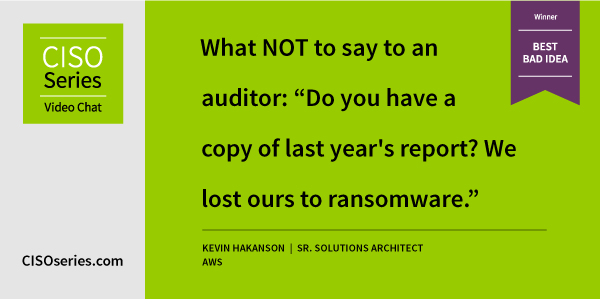 CISO
Series
Video Chat
CISOseries.com
What NOT to say to an
auditor: “Do you have a
copy of last year's report? We
lost ours to ransomware.”
KEVIN HAKANSON | SR. SOLUTIONS ARCHITECT
AWS
Winner
BEST
BAD IDEA